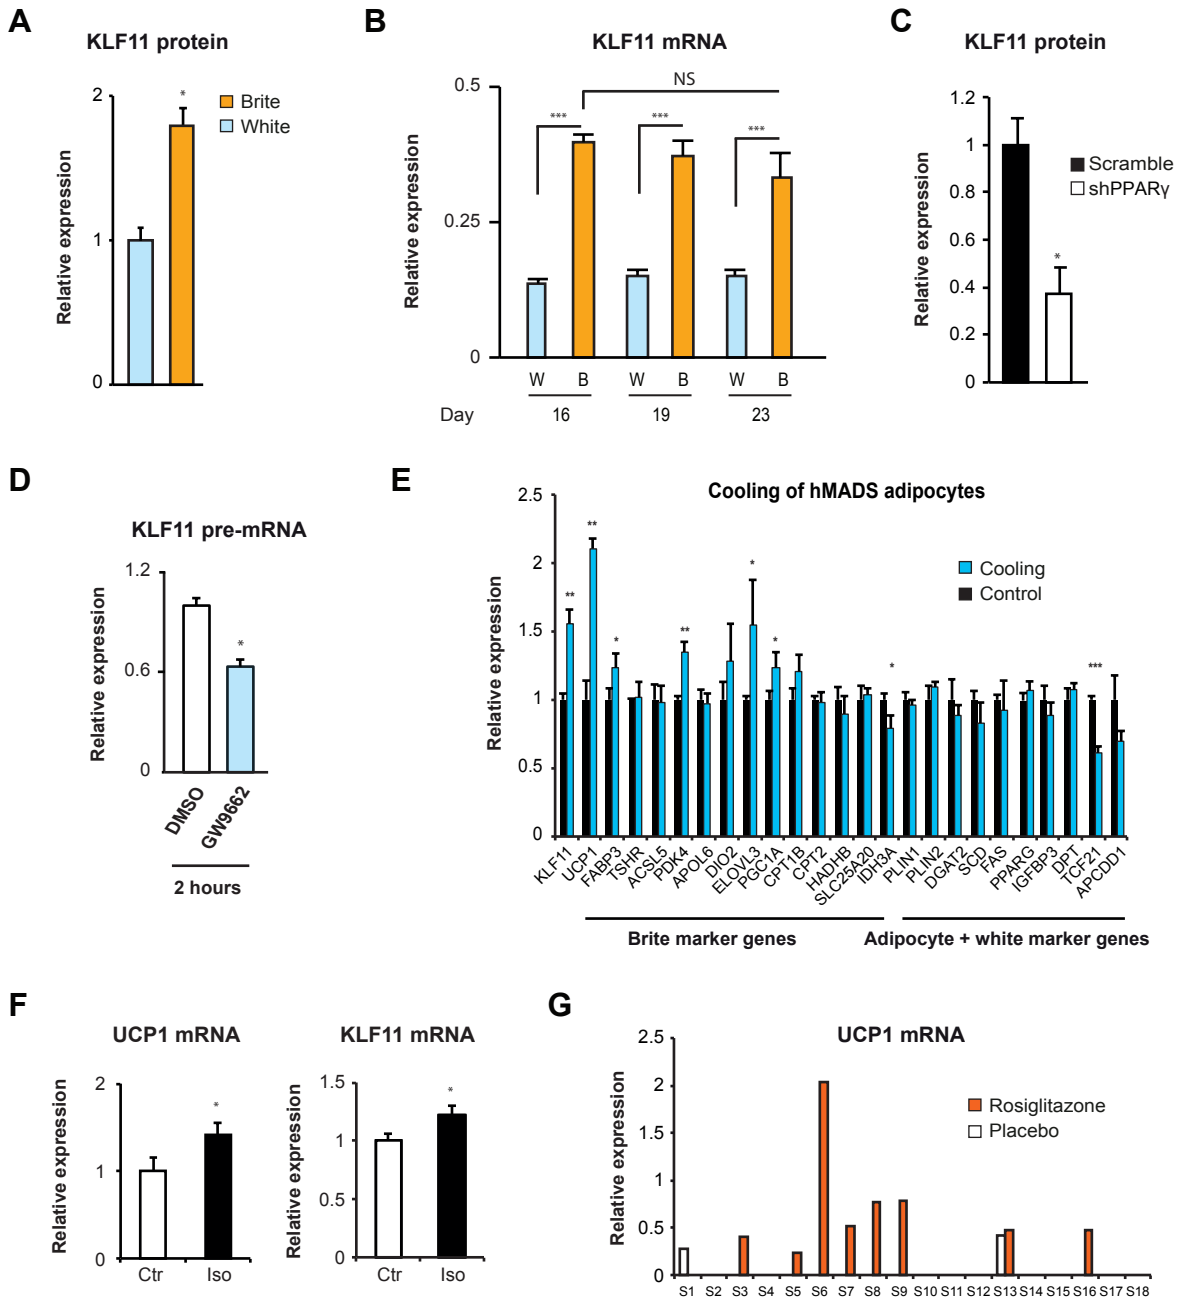 A
KLF11 protein
Relative expression
2
1
0
*
Brite
White
B
KLF11 mRNA
Relative expression
0.5
0.25
0
NS
***
***
***
W B W B W B
Day 16 19 23
C
KLF11 protein
Relative expression
1.2
1
0.8
0.6
0.4
0.2
0
*
Scramble
shPPARγ
D
KLF11 pre-mRNA
Relative expression
1.2
0.6
0
*
DMSO
GW9662
2 hours
E
Cooling of hMADS adipocytes
Relative expression
2.5
2
1.5
1
0.5
0
**
**
*
**
*
*
*
***
Cooling
Control
KLF11
UCP1
FABP3
TSHR
ACSL5
PDK4
APOL6
DIO2
ELOVL3
PGC1A
CPT1B
CPT2
HADHB
SLC25A20
IDH3A
PLIN1
PLIN2
DGAT2
SCD
FAS
PPARG
IGFBP3
DPT
TCF21
APCDD1
Brite marker genes
Adipocyte + white marker genes
F
UCP1 mRNA
Relative expression
2
1
0
*
Ctr Iso
KLF11 mRNA
Relative expression
1.5
1
0.5
0
*
Ctr Iso
G
UCP1 mRNA
Relative expression
2.5
2
1.5
1
0.5
0
Rosiglitazone
Placebo
S1 S2 S3 S4 S5 S6 S7 S8 S9 S10 S11 S12 S13 S14 S15 S16 S17 S18